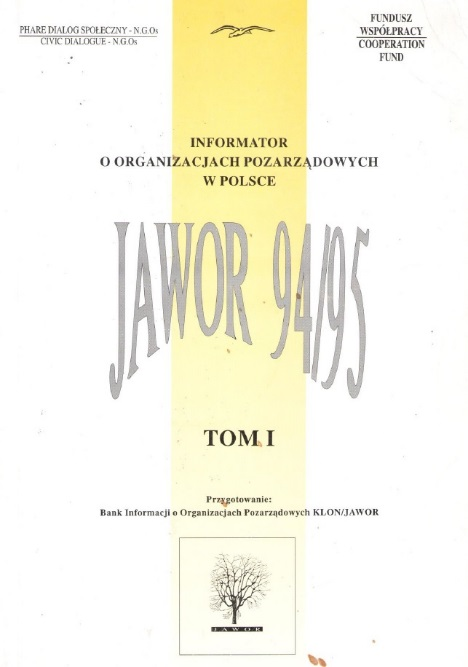 PHARE DIALOG SPOŁECZNY - N.G.Os
CIVIC DIALOGUE - N.G.Os
FUNDUSZ
WSPÓŁPRACY
COOPERATION
FUND
INFORMATOR
O ORGANIZACJACH POZARZĄDOWYCH
W POLSCE
JAWOR 94/95
TOM I
Przygotowanie:
Bank Informacji o Organizacjach Pozarządowych KLON/JAWOR
JAWOR